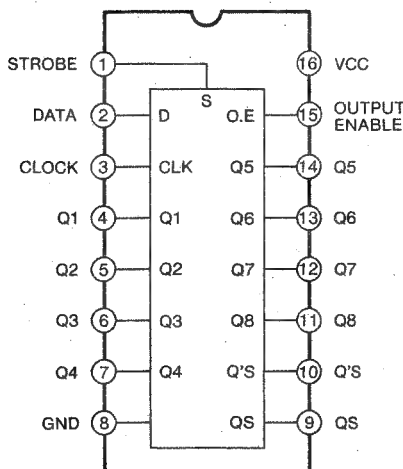 STROBE 1 16 VCC
S
DATA 2 D O.E 15 OUTPUT ENABLE
CLOCK 3 CLK Q5 14 Q5
Q1 4 Q1 Q6 13 Q6
Q2 5 Q2 Q7 12 Q7
Q3 6 Q3 Q8 11 Q8
Q4 7 Q4 Q'S 10 Q'S
GND 8 QS 9 QS